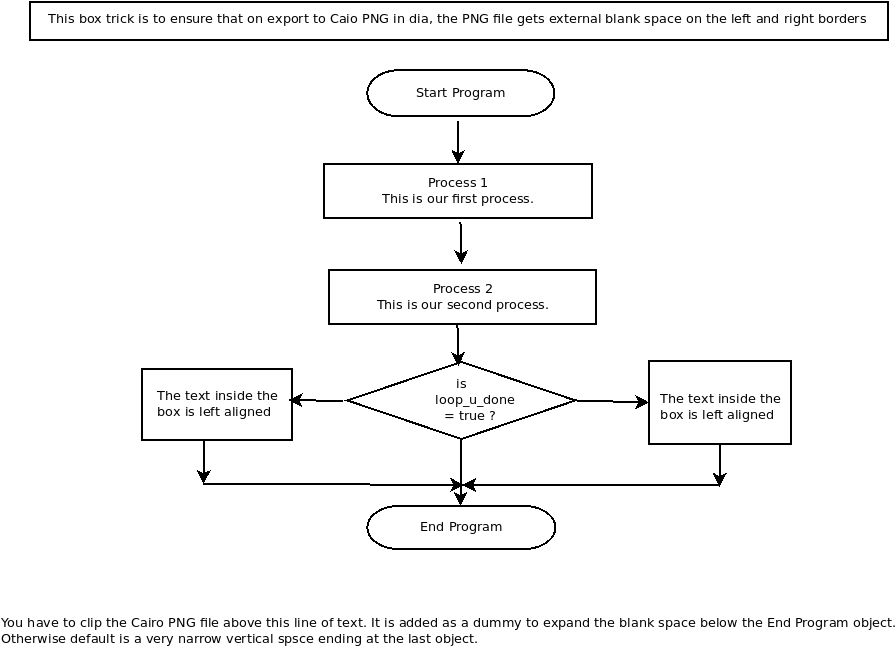 This box trick is to ensure that on export to Caio PNG in dia, the PNG file gets external blank space on the left and right borders
Start Program
Process 1
This is our first process.
Process 2
This is our second process.
is
loop_u_done
= true ?
The text inside the
box is left aligned
The text inside the
box is left aligned
End Program
You have to clip the Cairo PNG file above this line of text. It is added as a dummy to expand the blank space below the End Program object.
Otherwise default is a very narrow vertical spsce ending at the last object.